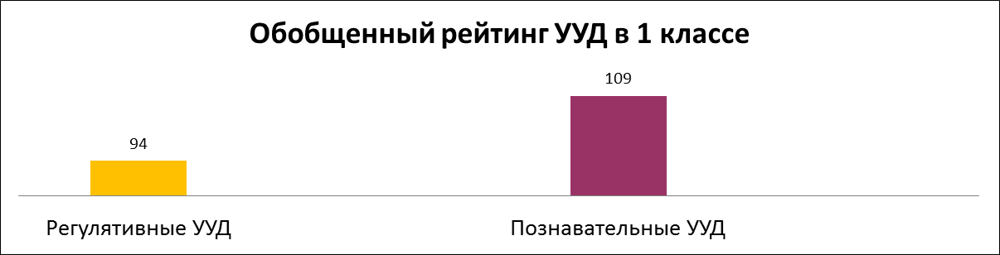 Обобщенный рейтинг УУД в 1 классе
109
94
Регулятивные УУД
Познавательные УУД